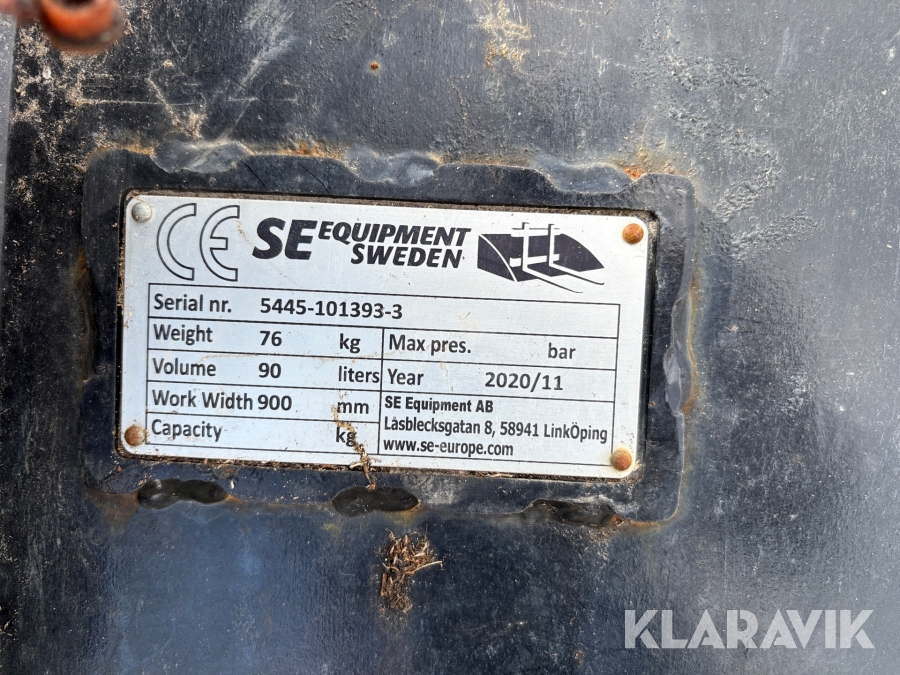 CE SE EQUIPMENT SWEDEN
Serial nr. 5445-101393-3
Weight 76 kg Max pres. bar
Volume 90 liters Year 2020/11
Work Width 900 mm SE Equipment AB
Låsblecksgatan 8, 58941 LinkÖping
Capacity kg www.se-europe.com
KLARAVIK